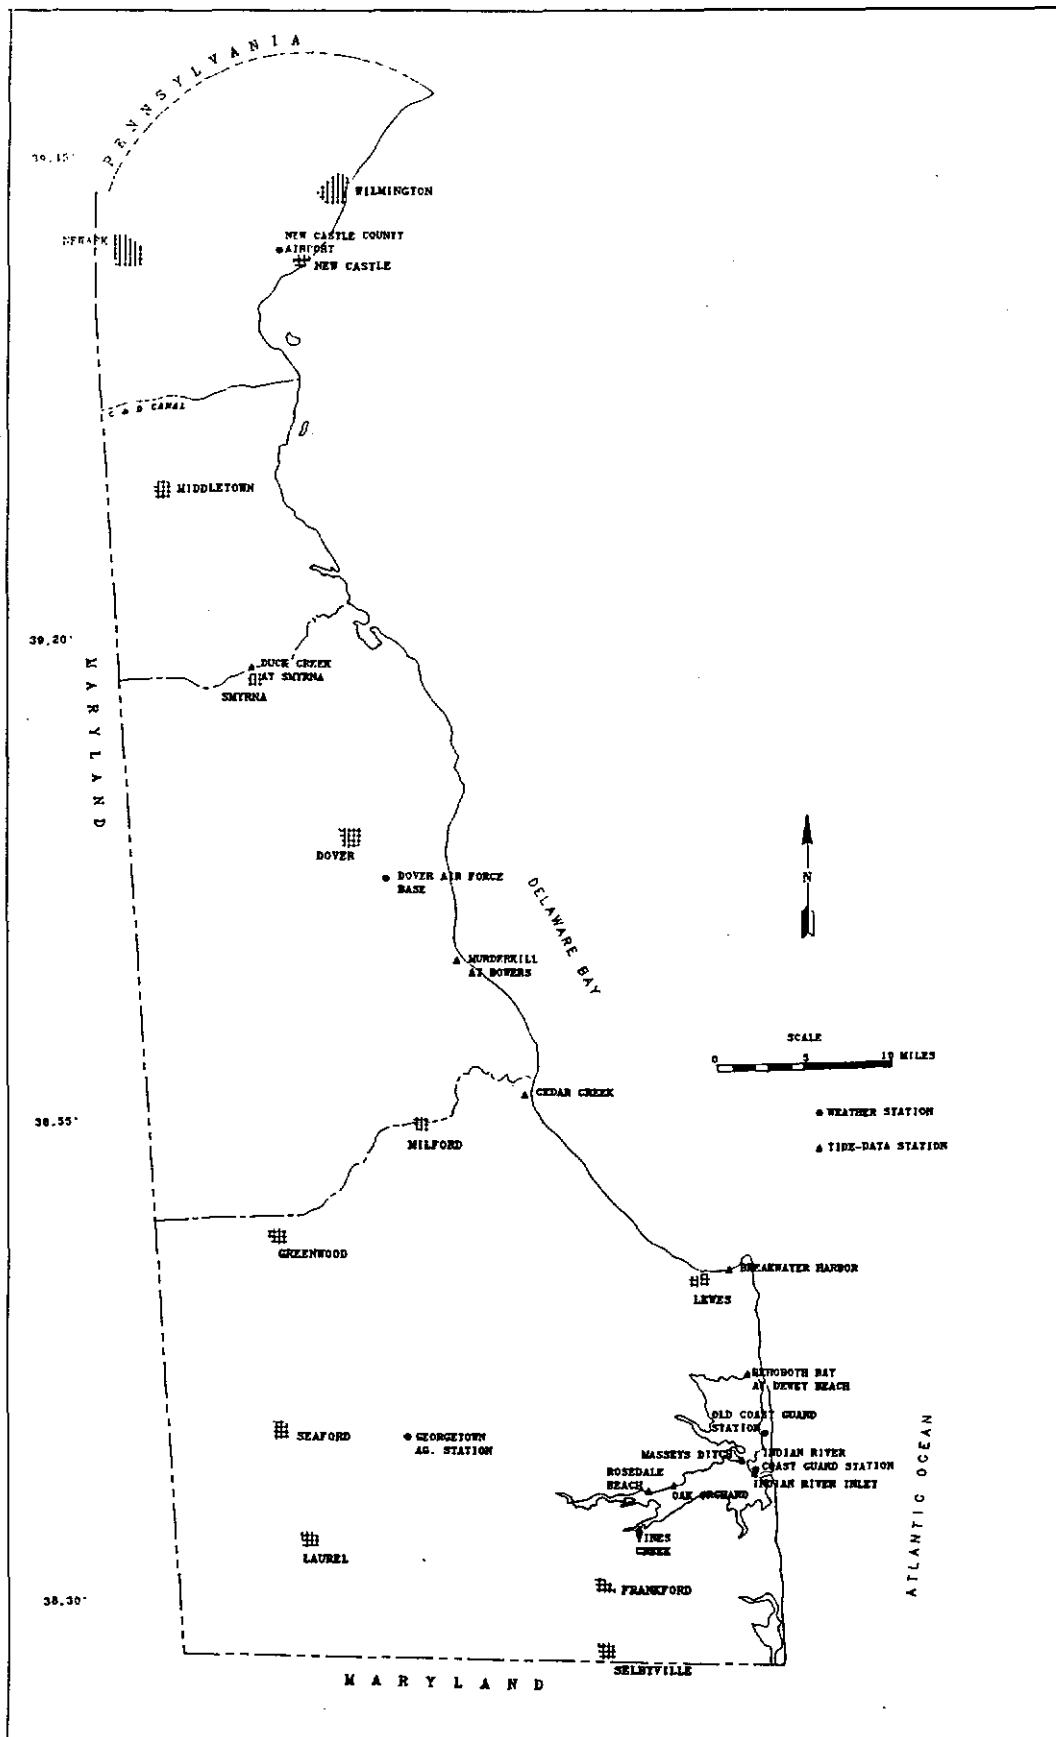 PENNSYLVANIA
39,45'
WILMINGTON
NEWARK
NEW CASTLE COUNTY
AIRPORT
NEW CASTLE
C & D CANAL
MIDDLETOWN
39,20'
MARYLAND
DUCK CREEK
AT SMYRNA
SMYRNA
DOVER
DOVER AIR FORCE
BASE
DELAWARE BAY
N
MURDERKILL
AT BOWERS
SCALE
0 5 10 MILES
CEDAR CREEK
WEATHER STATION
38,55'
MILFORD
TIDE-DATA STATION
GREENWOOD
BREAKWATER HARBOR
LEWES
REHOBOTH BAY
AT DEWEY BEACH
OLD COAST GUARD
STATION
SEAFORD
GEORGETOWN
AG. STATION
MASSEYS DITCH
INDIAN RIVER
COAST GUARD STATION
INDIAN RIVER INLET
ROSEDALE
BEACH
OAK ORCHARD
ATLANTIC OCEAN
VINES
CREEK
LAUREL
FRANKFORD
38,30'
SELBYVILLE
MARYLAND